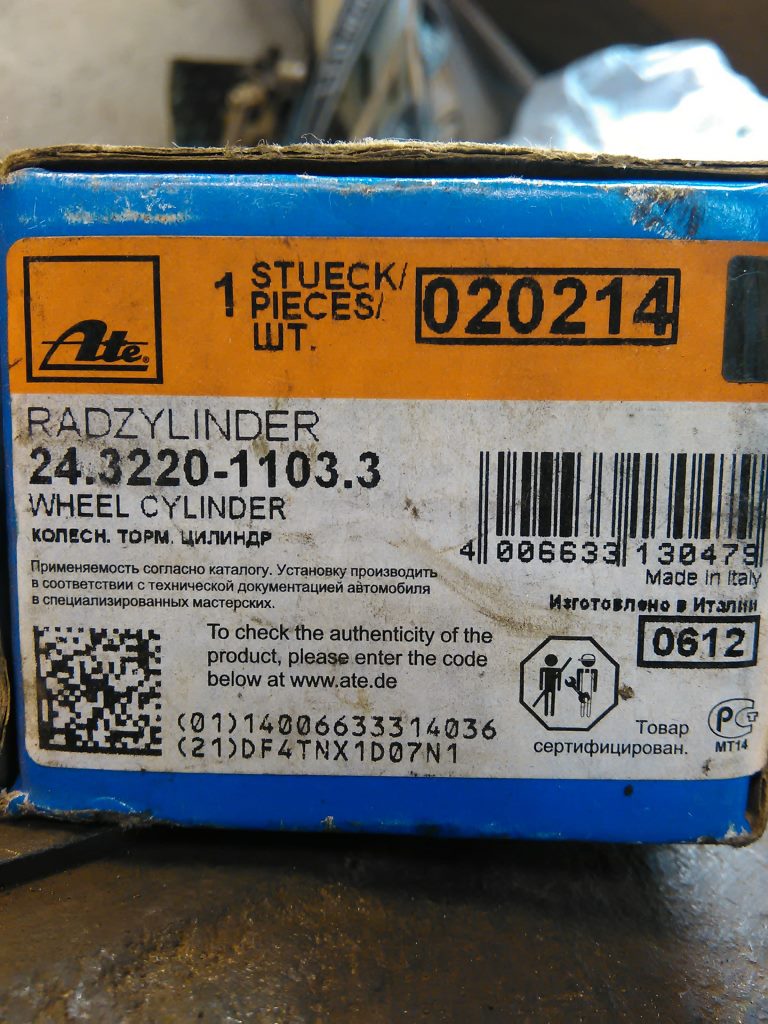 Ate®
1 STUECK/
PIECES/
ШТ.
020214
RADZYLINDER
24.3220-1103.3
WHEEL CYLINDER
КОЛЕСН. ТОРМ. ЦИЛИНДР
4 006633 130479
Made in Italy
Изготовлено в Италии
Применяемость согласно каталогу. Установку производить
в соответствии с технической документацией автомобиля
в специализированных мастерских.
0612
To check the authenticity of the
product, please enter the code
below at www.ate.de
(01)14006633314036
(21)DF4TNX1D07N1
Товар
сертифицирован.
РСТ
МТ14